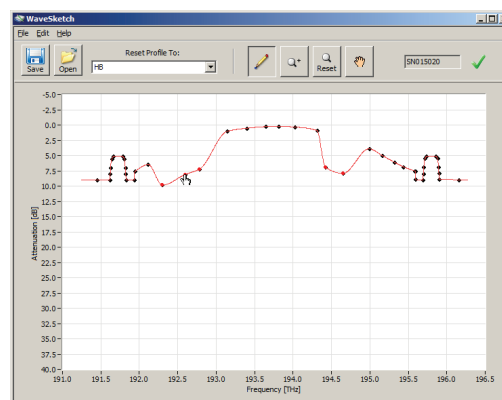 WaveSketch
File Edit Help
Save
Open
Reset Profile To:
MB
Reset
SN015020
-5.0
-2.5
0.0
2.5
5.0
7.5
10.0
12.5
15.0
17.5
20.0
22.5
25.0
27.5
30.0
32.5
35.0
37.5
40.0
Attenuation [dB]
191.0 191.5 192.0 192.5 193.0 193.5 194.0 194.5 195.0 195.5 196.0 196.5
Frequency [THz]